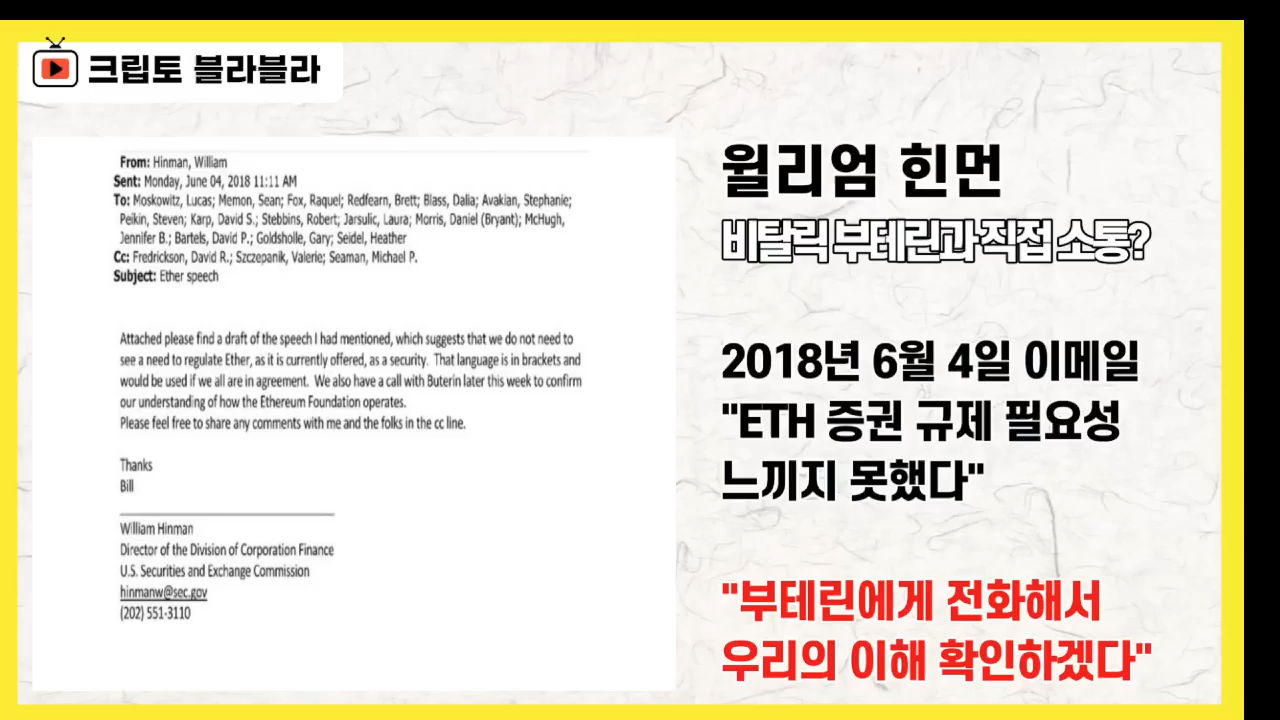 크립토 블라블라
From: Hinman, William
Sent: Monday, June 04, 2018 11:11 AM
To: Moskowitz, Lucas; Memon, Sean; Fox, Raquel; Redfearn, Brett; Blass, Dalia; Avakian, Stephanie;
Peikin, Steven; Karp, David S.; Stebbins, Robert; Jarsulic, Laura; Morris, Daniel (Bryant); McHugh,
Jennifer B.; Bartels, David P.; Goldsholle, Gary; Seidel, Heather
Cc: Fredrickson, David R.; Szczepanik, Valerie; Seaman, Michael P.
Subject: Ether speech
Attached please find a draft of the speech I had mentioned, which suggests that we do not need to
see a need to regulate Ether, as it is currently offered, as a security. That language is in brackets and
would be used if we all are in agreement. We also have a call with Buterin later this week to confirm
our understanding of how the Ethereum Foundation operates.
Please feel free to share any comments with me and the folks in the cc line.
Thanks
Bill
William Hinman
Director of the Division of Corporation Finance
U.S. Securities and Exchange Commission
hinmanw@sec.gov
(202) 551-3110
윌리엄 힌먼
비탈릭 부테린과 직접 소통?
2018년 6월 4일 이메일
"ETH 증권 규제 필요성
느끼지 못했다"
"부테린에게 전화해서
우리의 이해 확인하겠다"